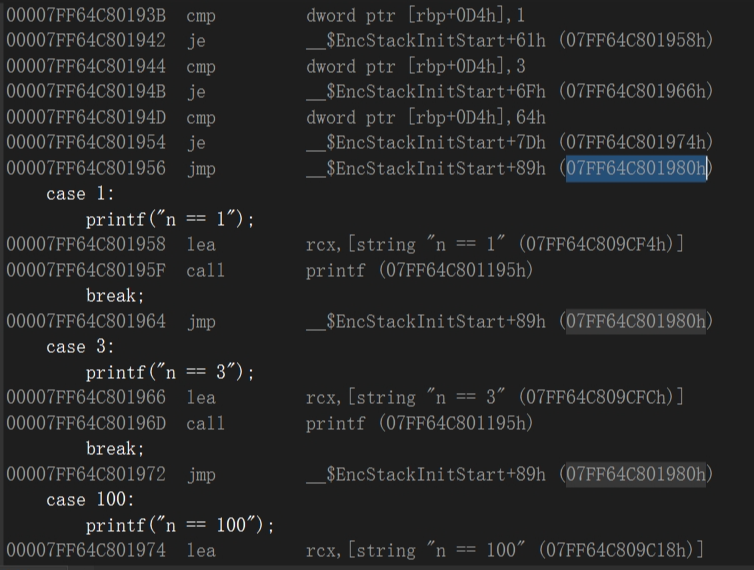 00007FF64C80193B cmp dword ptr [rbp+0D4h],1
00007FF64C801942 je __$EncStackInitStart+61h (07FF64C801958h)
00007FF64C801944 cmp dword ptr [rbp+0D4h],3
00007FF64C80194B je __$EncStackInitStart+6Fh (07FF64C801966h)
00007FF64C80194D cmp dword ptr [rbp+0D4h],64h
00007FF64C801954 je __$EncStackInitStart+7Dh (07FF64C801974h)
00007FF64C801956 jmp __$EncStackInitStart+89h (07FF64C801980h)
case 1:
printf("n == 1");
00007FF64C801958 lea rcx,[string "n == 1" (07FF64C809CF4h)]
00007FF64C80195F call printf (07FF64C801195h)
break;
00007FF64C801964 jmp __$EncStackInitStart+89h (07FF64C801980h)
case 3:
printf("n == 3");
00007FF64C801966 lea rcx,[string "n == 3" (07FF64C809CFCh)]
00007FF64C80196D call printf (07FF64C801195h)
break;
00007FF64C801972 jmp __$EncStackInitStart+89h (07FF64C801980h)
case 100:
printf("n == 100");
00007FF64C801974 lea rcx,[string "n == 100" (07FF64C809C18h)]